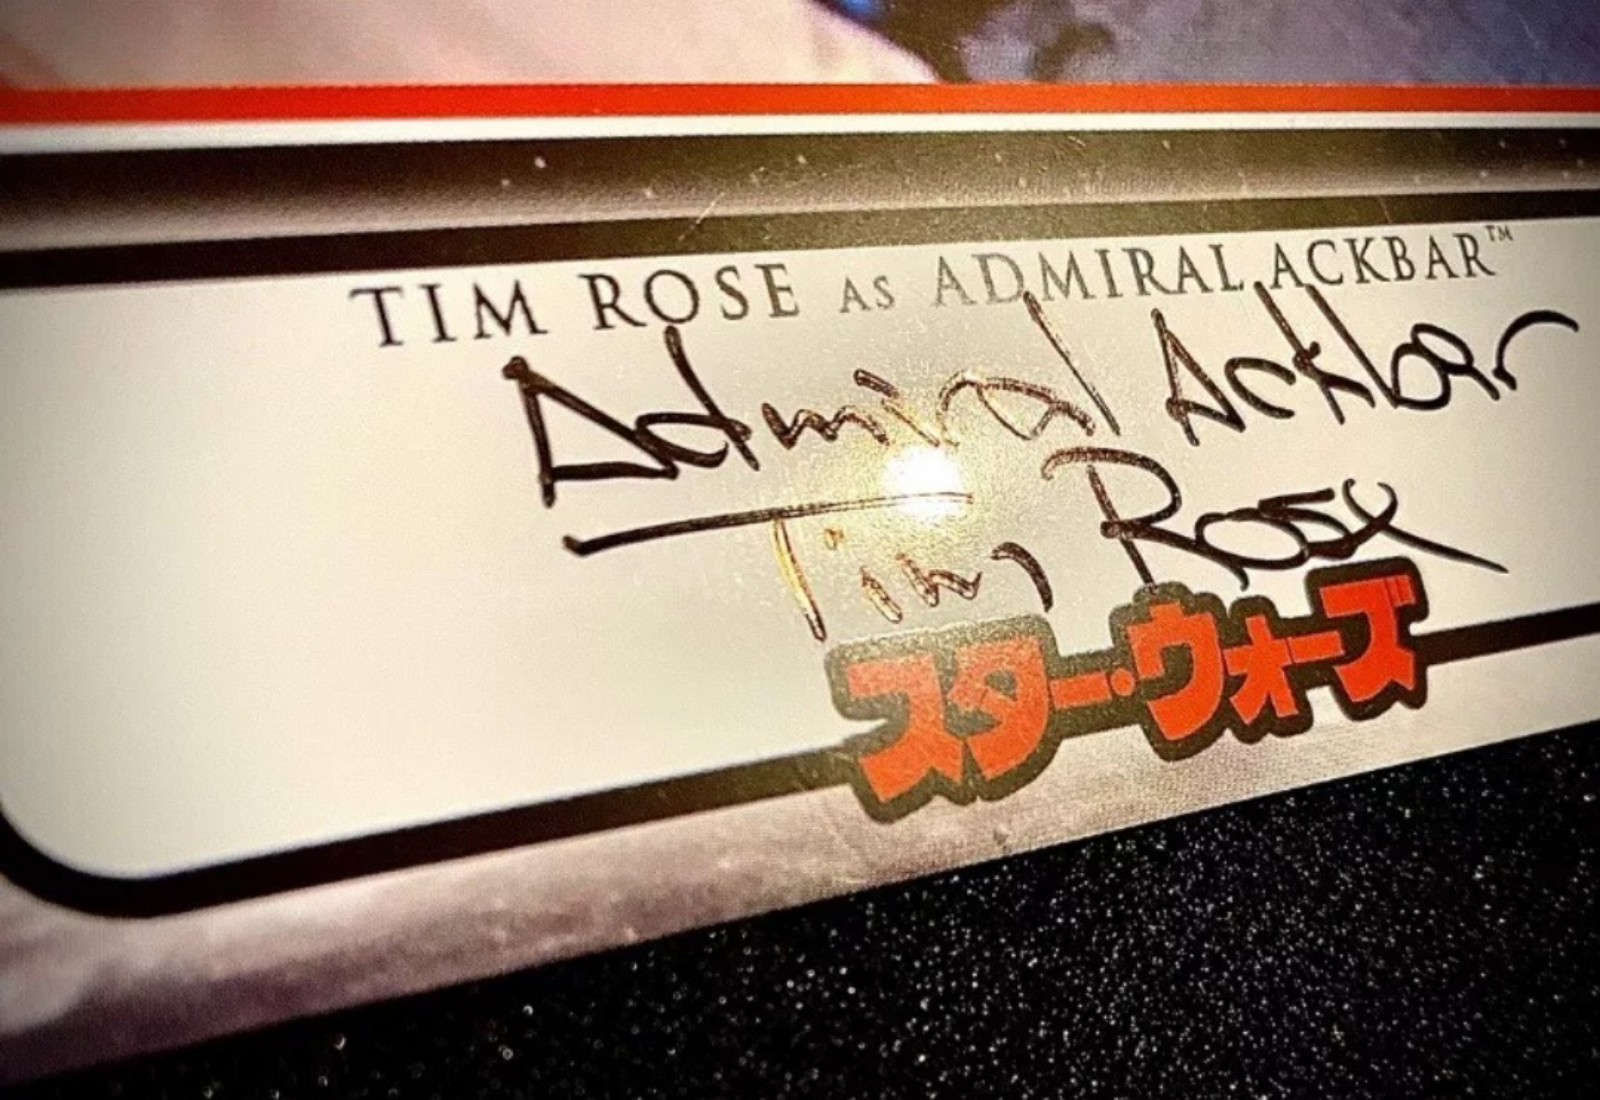 TIM ROSE AS ADMIRAL ACKBAR™
Admiral Ackbar
Tim Rose
スター・ウォーズ